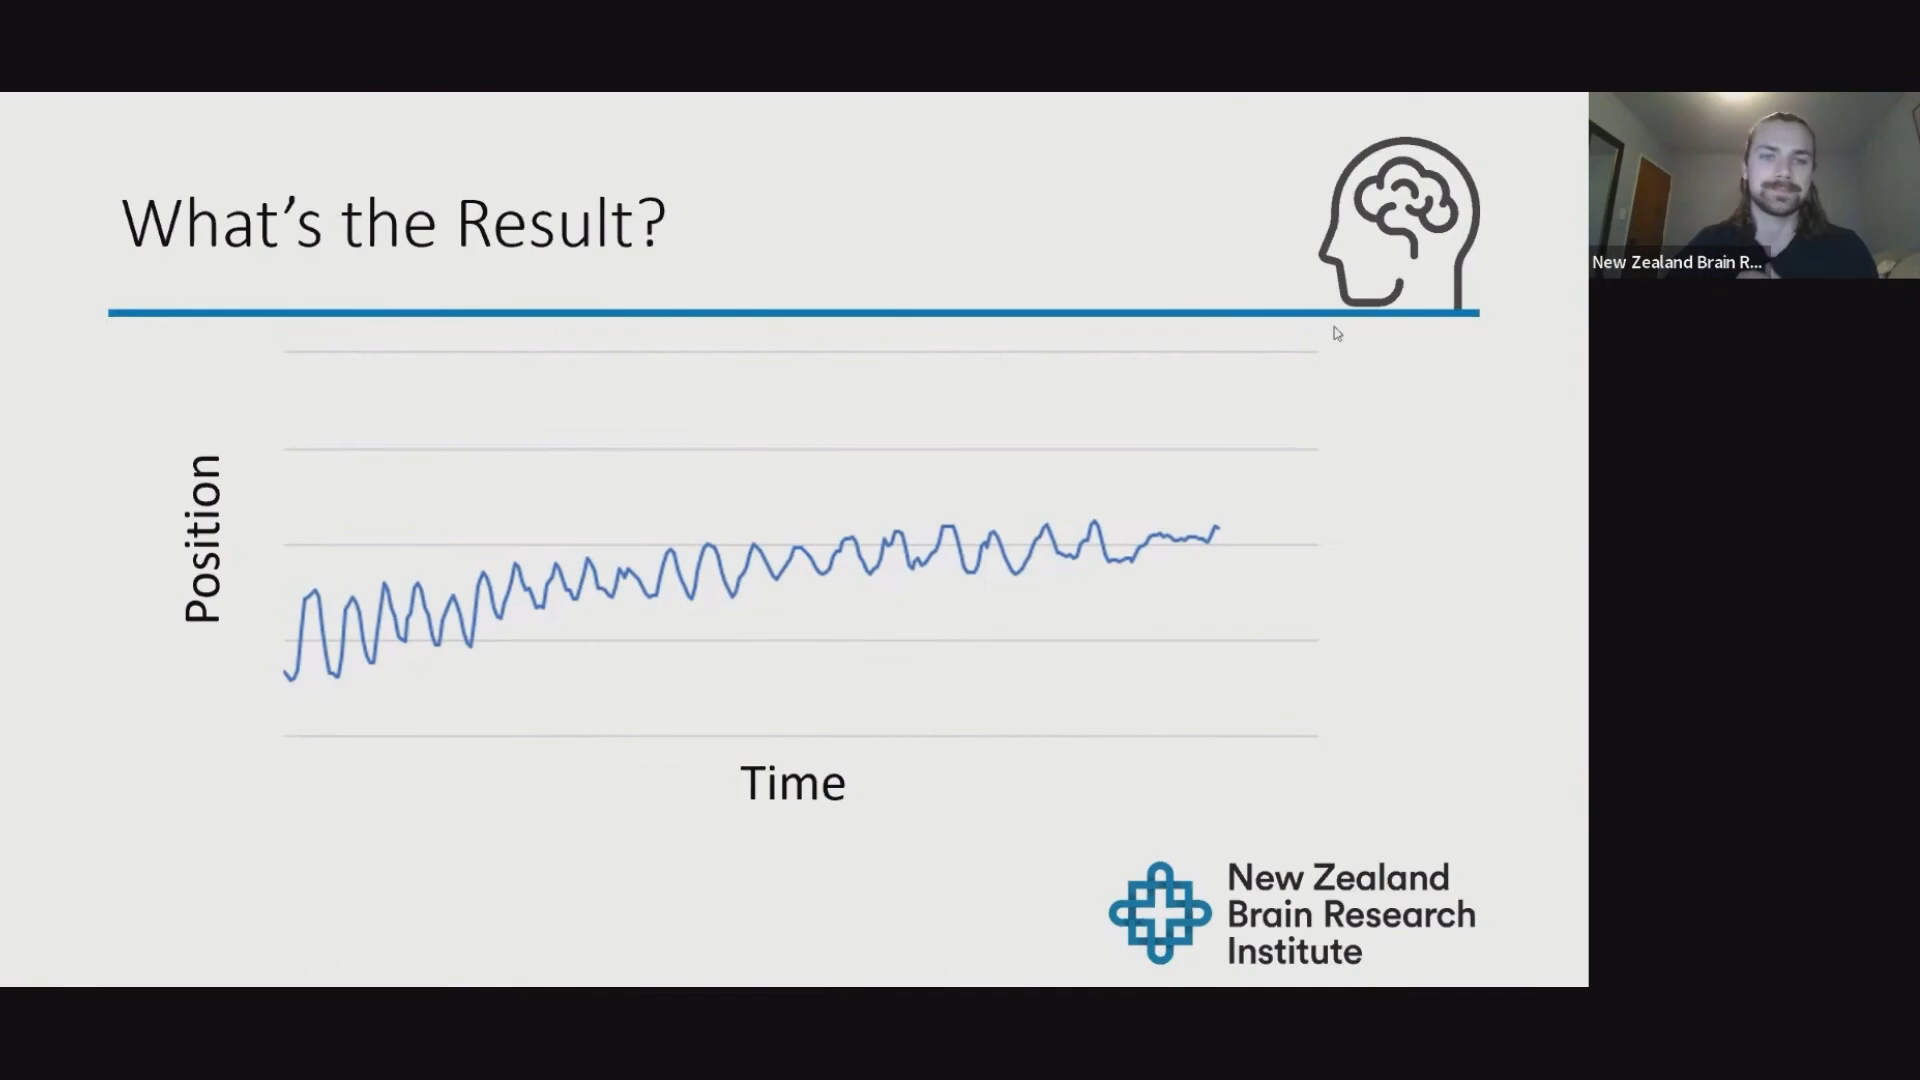 What's the Result?
New Zealand Brain R...
Position
Time
New Zealand
Brain Research
Institute